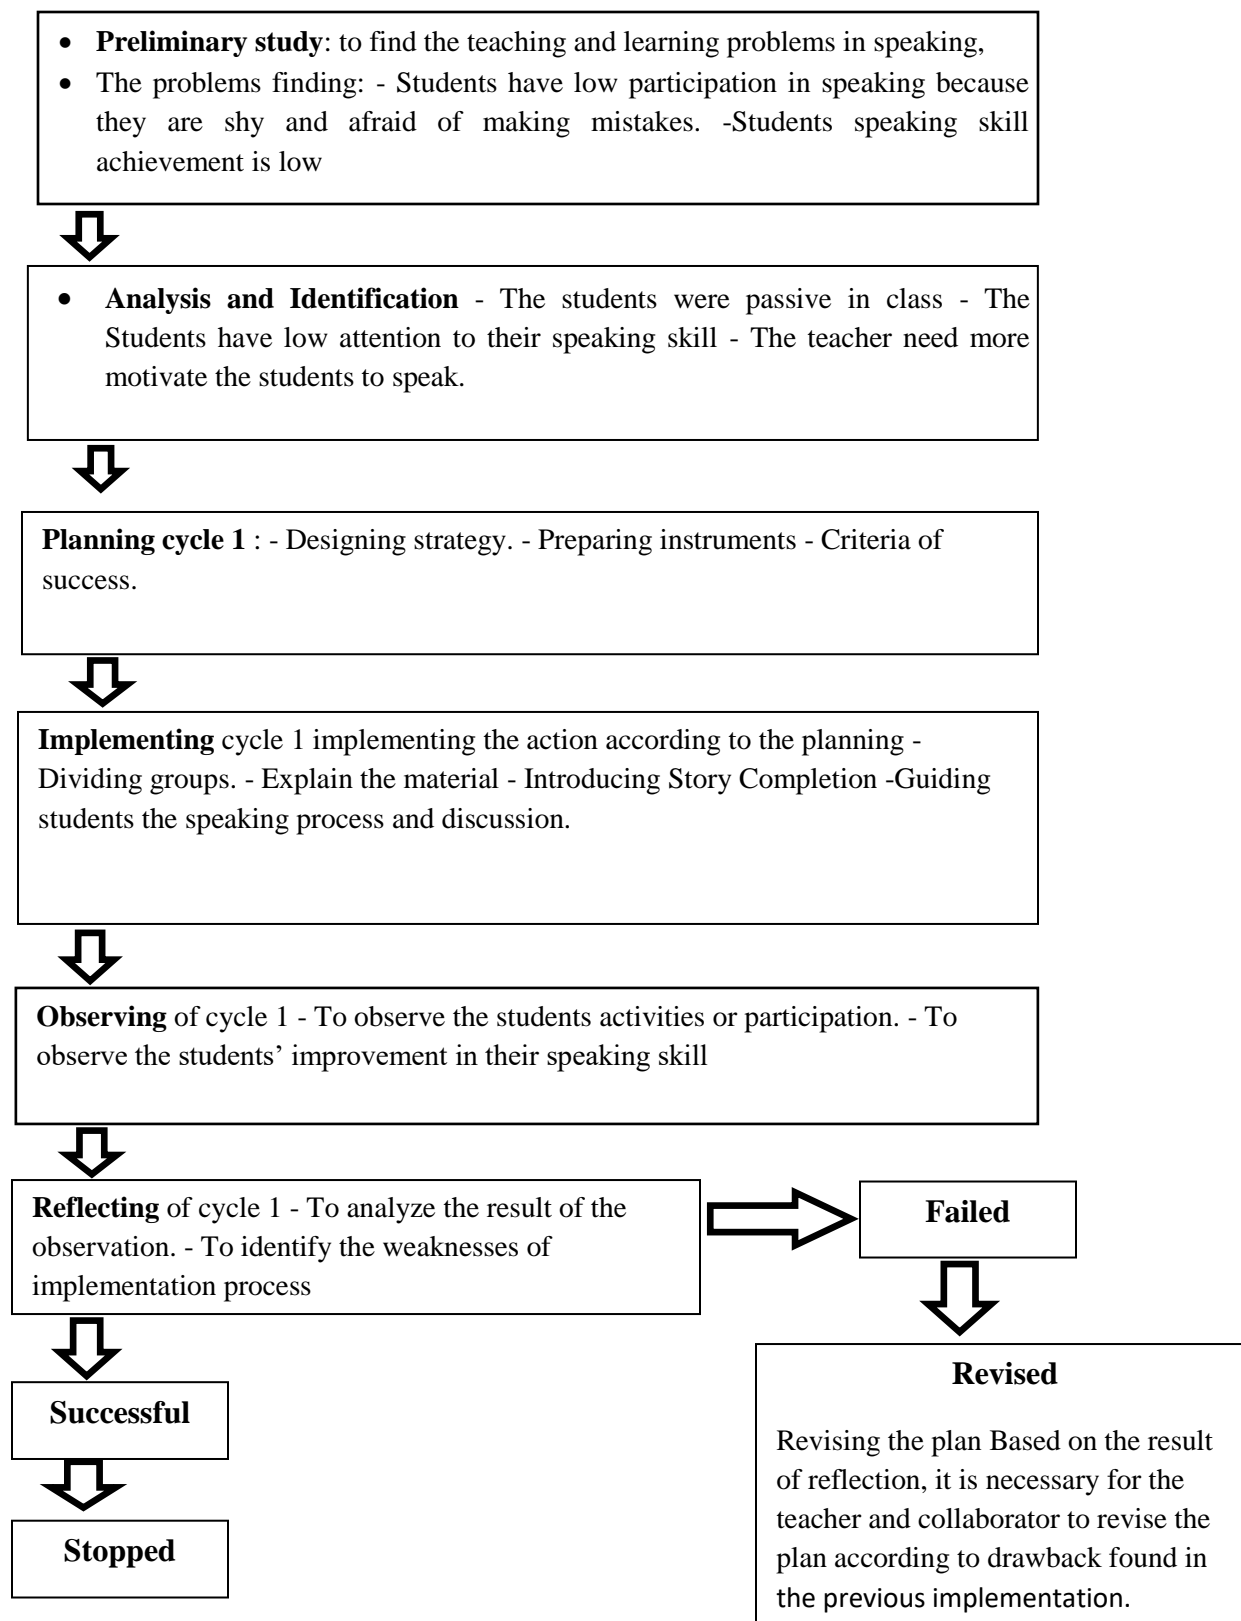 • Preliminary study: to find the teaching and learning problems in speaking,
• The problems finding: - Students have low participation in speaking because
they are shy and afraid of making mistakes. -Students speaking skill
achievement is low
• Analysis and Identification - The students were passive in class - The
Students have low attention to their speaking skill - The teacher need more
motivate the students to speak.
Planning cycle 1 : - Designing strategy. - Preparing instruments - Criteria of
success.
Implementing cycle 1 implementing the action according to the planning -
Dividing groups. - Explain the material - Introducing Story Completion -Guiding
students the speaking process and discussion.
Observing of cycle 1 - To observe the students activities or participation. - To
observe the students’ improvement in their speaking skill
Reflecting of cycle 1 - To analyze the result of the
observation. - To identify the weaknesses of
implementation process
Failed
Successful
Stopped
Revised
Revising the plan Based on the result
of reflection, it is necessary for the
teacher and collaborator to revise the
plan according to drawback found in
the previous implementation.